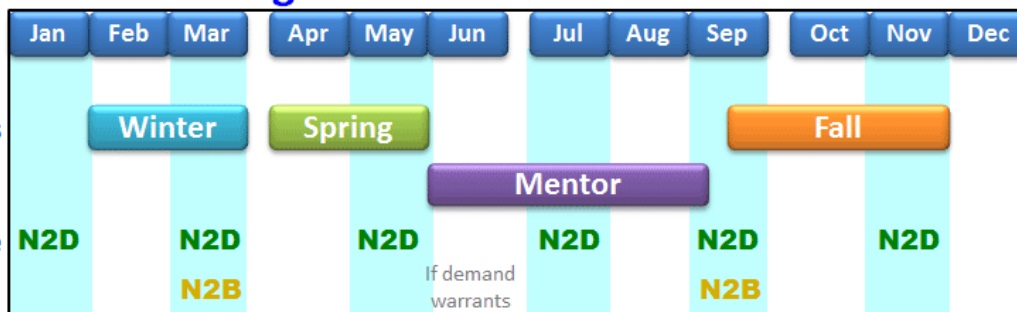 Jan Feb Mar Apr May Jun Jul Aug Sep Oct Nov Dec
Winter Spring Fall
Mentor
N2D N2D N2D N2D N2D N2D
If demand
warrants
N2B N2B